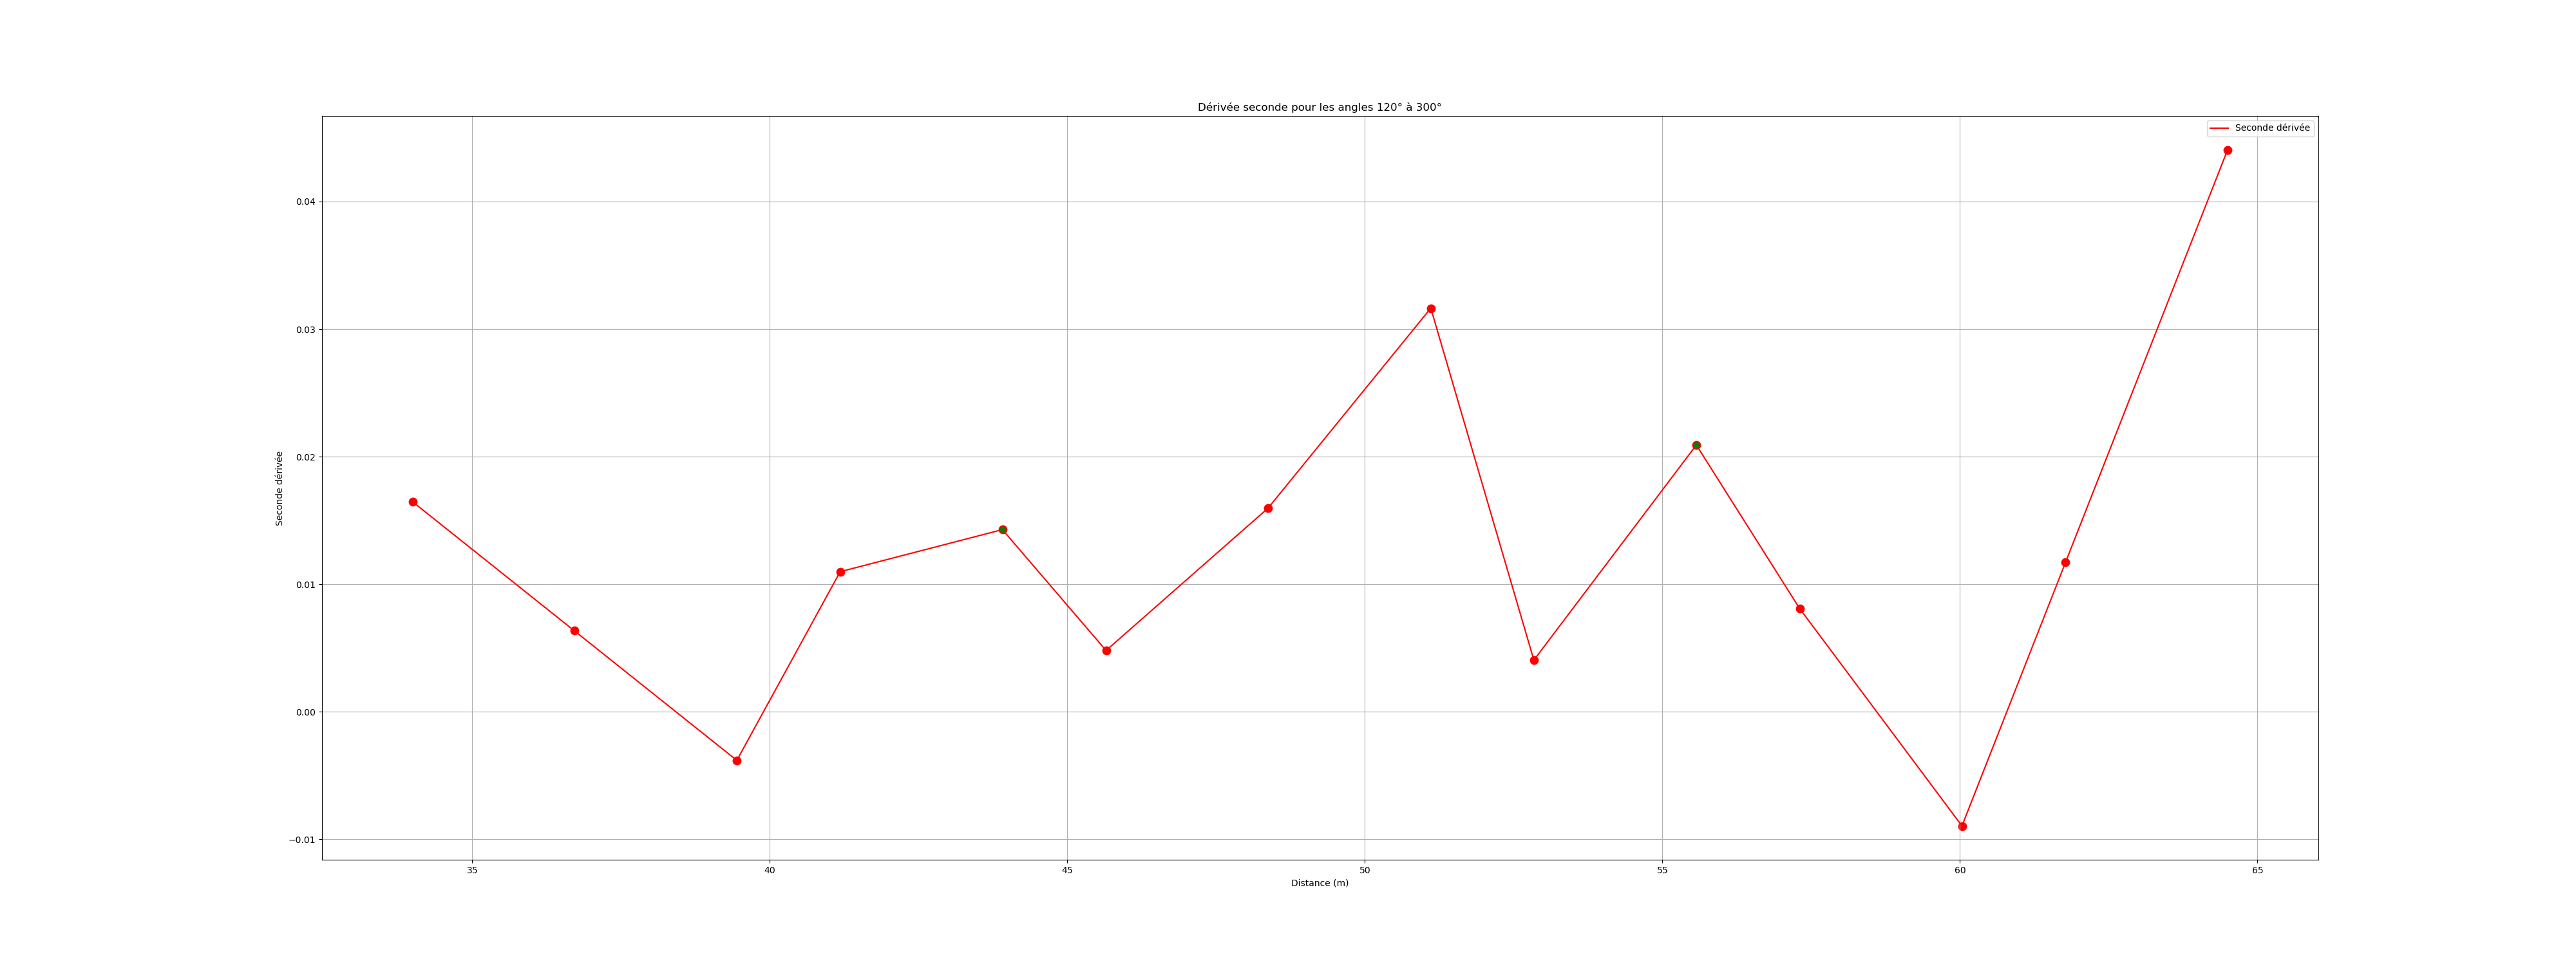 Dérivée seconde pour les angles 120° à 300°
Seconde dérivée
0.04
0.03
0.02
0.01
0.00
−0.01
Seconde dérivée
35 40 45 50 55 60 65
Distance (m)